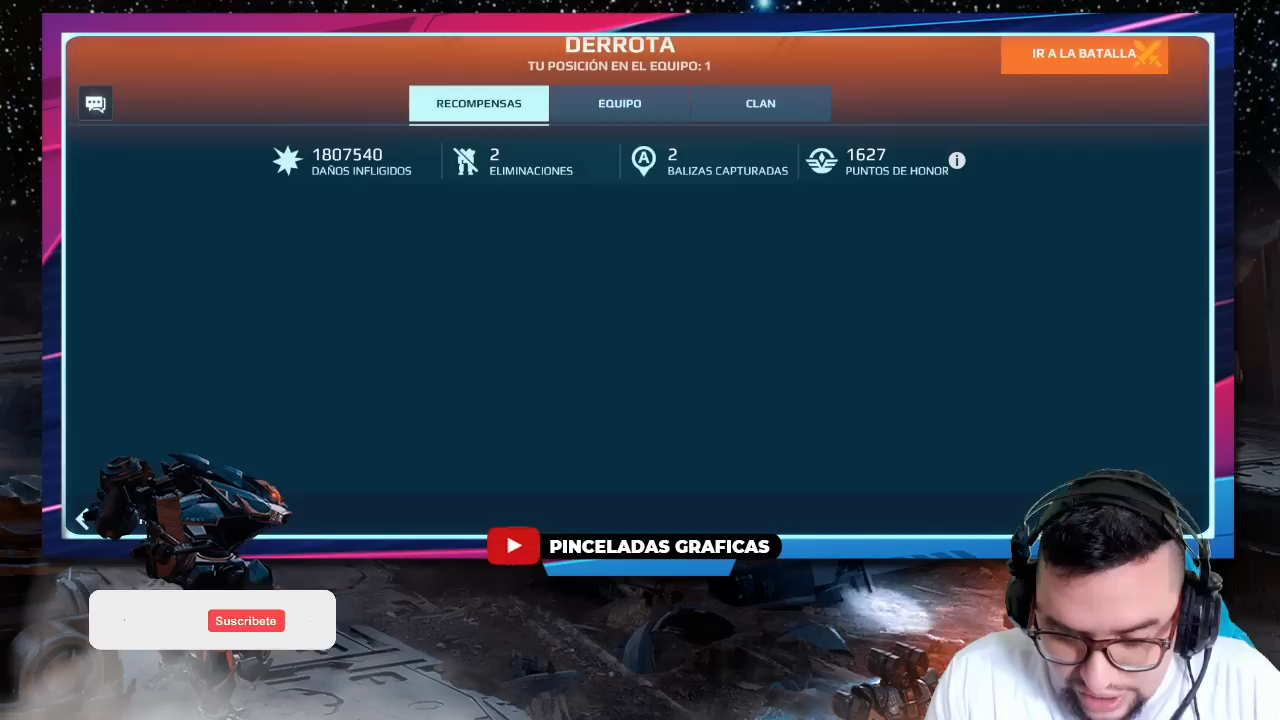 DERROTA
TU POSICIÓN EN EL EQUIPO: 1
IR A LA BATALLA
RECOMPENSAS
EQUIPO
CLAN
1807540
DAÑOS INFLIGIDOS
2
ELIMINACIONES
A
2
BALIZAS CAPTURADAS
1627
PUNTOS DE HONOR
PINCELADAS GRAFICAS
Suscribete